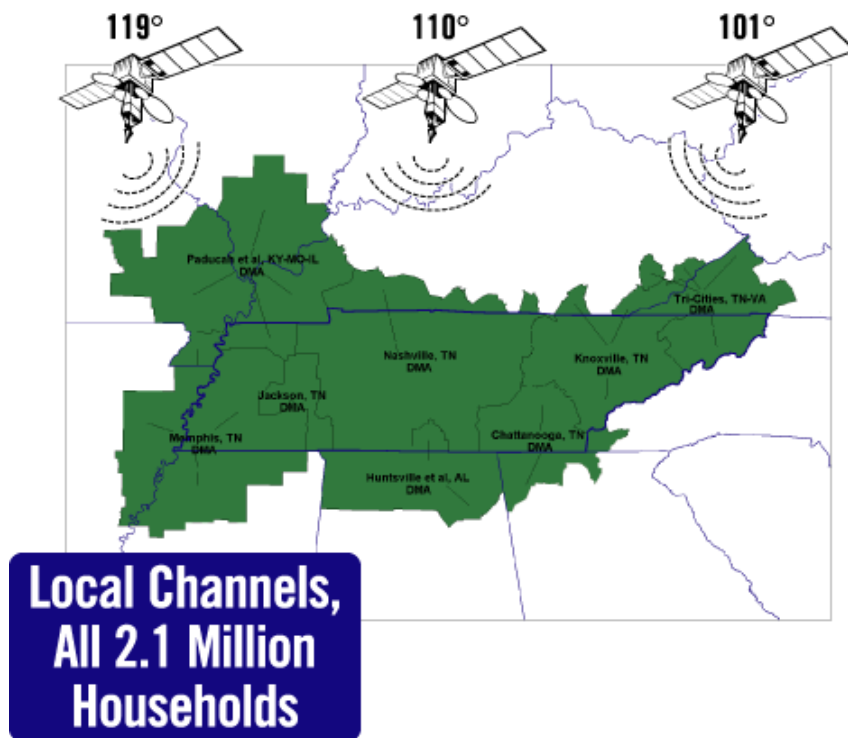 119°
110°
101°
Paducah et al, KY-MO-IL
DMA
Tri-Cities, TN-VA
DMA
Nashville, TN
DMA
Knoxville, TN
DMA
Jackson, TN
DMA
Memphis, TN
DMA
Chattanooga, TN
DMA
Huntsville et al, AL
DMA
Local Channels,
All 2.1 Million
Households